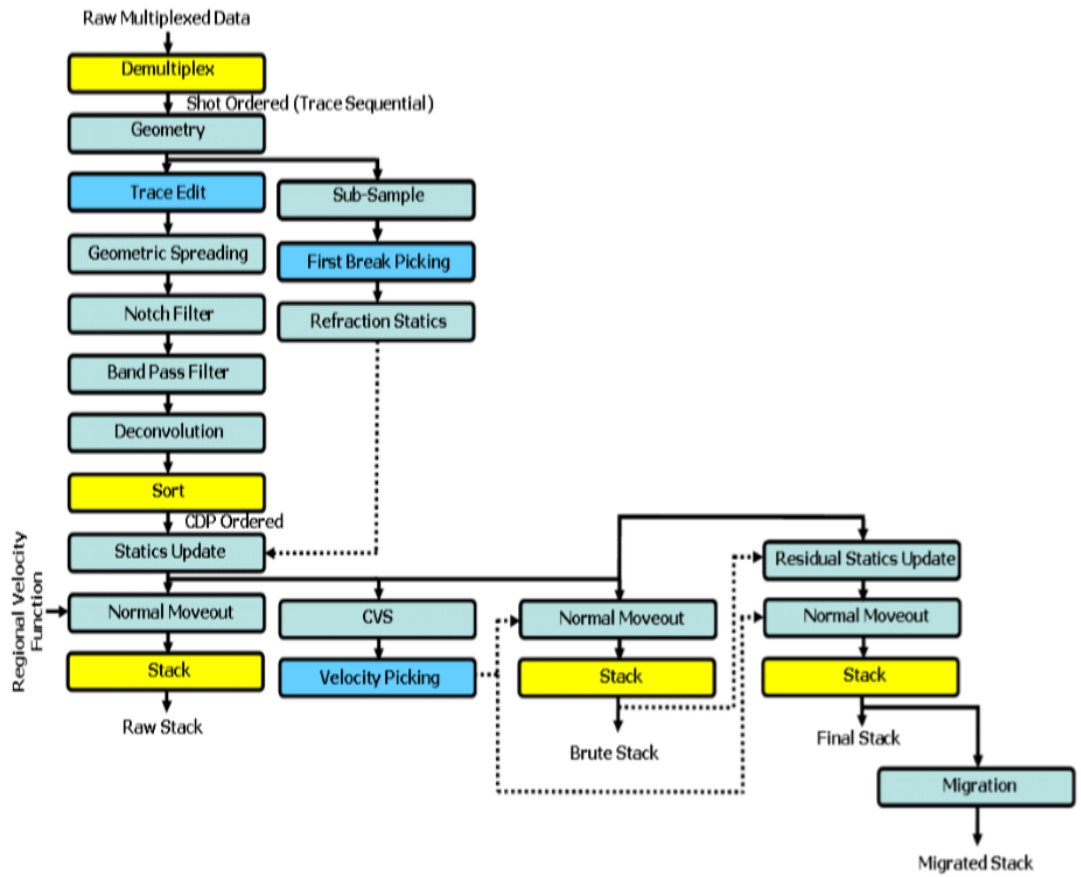 Raw Multiplexed Data
Demultiplex
Shot Ordered (Trace Sequential)
Geometry
Trace Edit
Sub-Sample
Geometric Spreading
First Break Picking
Notch Filter
Refraction Statics
Band Pass Filter
Deconvolution
Sort
CDP Ordered
Statics Update
Residual Statics Update
Regional Velocity
Function
Normal Moveout
CVS
Normal Moveout
Normal Moveout
Stack
Velocity Picking
Stack
Stack
Raw Stack
Brute Stack
Final Stack
Migration
Migrated Stack